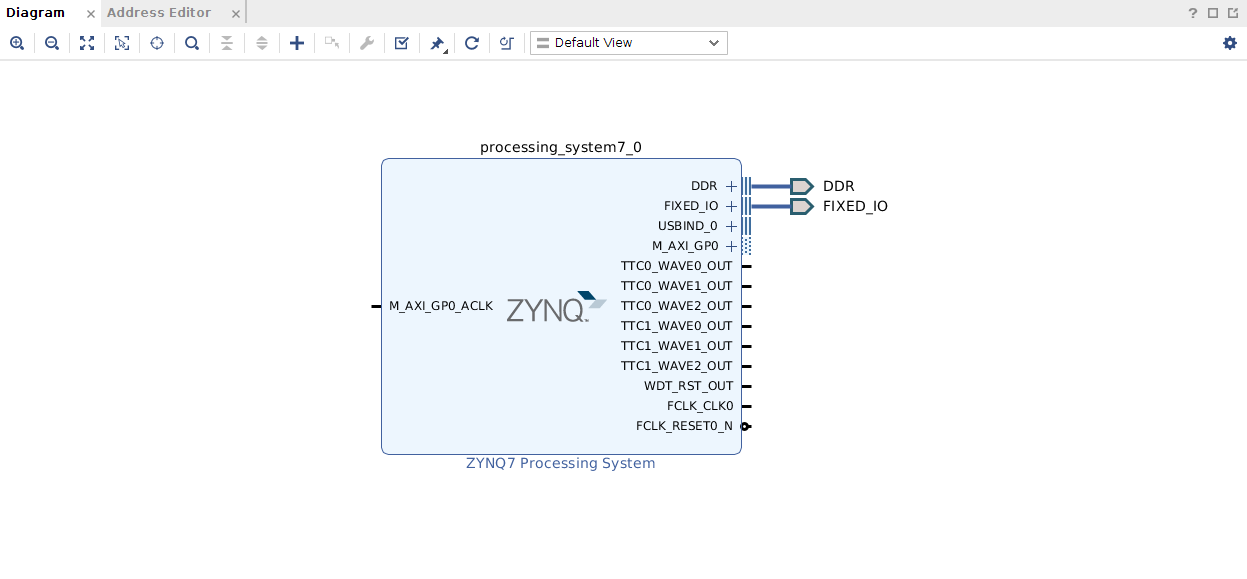 Diagram
Address Editor
Default View
processing_system7_0
DDR
FIXED_IO
USBIND_0
M_AXI_GP0
TTC0_WAVE0_OUT
TTC0_WAVE1_OUT
M_AXI_GP0_ACLK
ZYNQ
TTC0_WAVE2_OUT
TTC1_WAVE0_OUT
TTC1_WAVE1_OUT
TTC1_WAVE2_OUT
WDT_RST_OUT
FCLK_CLK0
FCLK_RESET0_N
DDR
FIXED_IO
ZYNQ7 Processing System